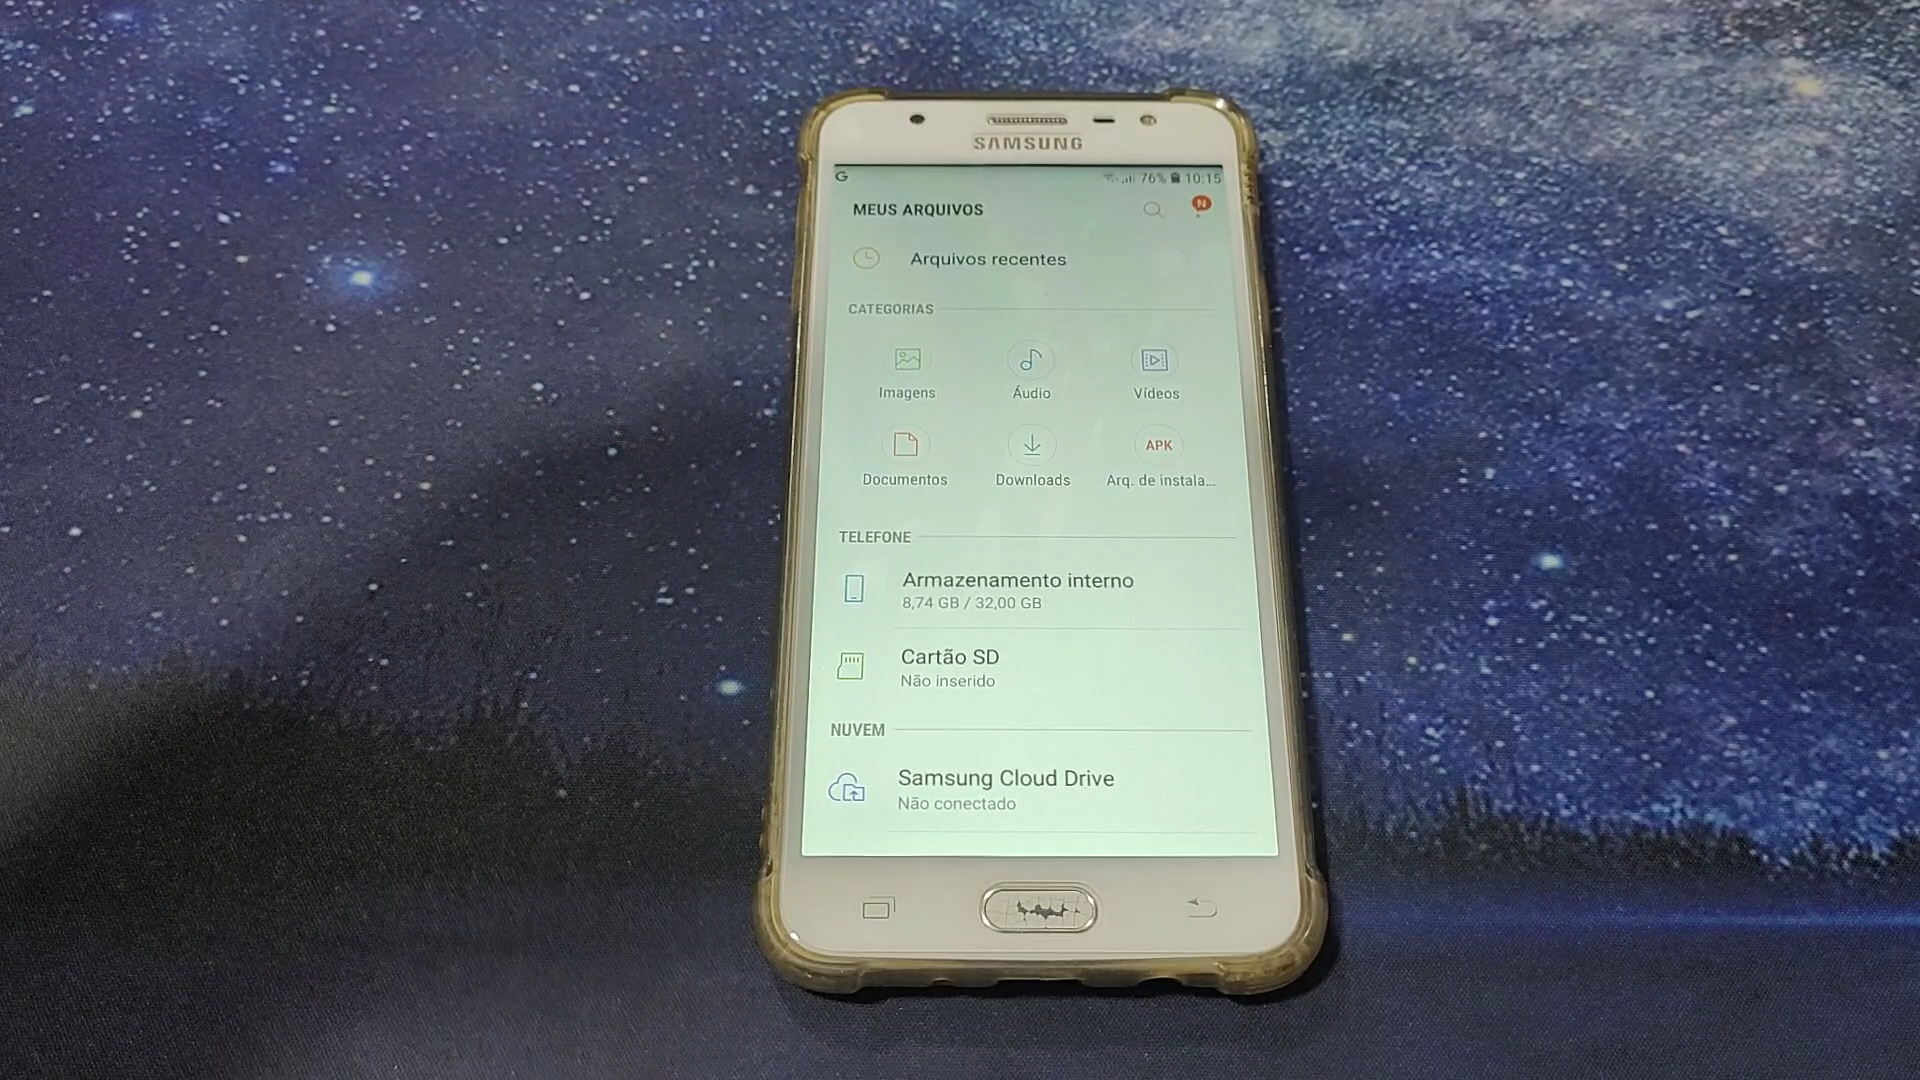 SAMSUNG
G 76% 10:15
MEUS ARQUIVOS N
Arquivos recentes
CATEGORIAS
Imagens Áudio Vídeos
APK
Documentos Downloads Arq. de instala...
TELEFONE
Armazenamento interno
8,74 GB / 32,00 GB
Cartão SD
Não inserido
NUVEM
Samsung Cloud Drive
Não conectado